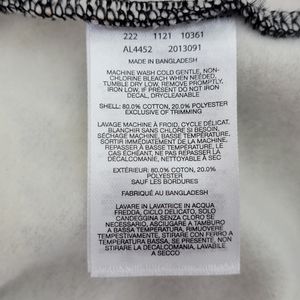 222 1121 10361
AL4452 2013091
MADE IN BANGLADESH
MACHINE WASH COLD GENTLE, NON-
CHLORINE BLEACH WHEN NEEDED,
TUMBLE DRY LOW, REMOVE PROMPTLY,
IRON LOW, IF PRESENT DO NOT IRON
DECAL, DRYCLEANABLE
SHELL: 80.0% COTTON, 20.0% POLYESTER
EXCLUSIVE OF TRIMMING
LAVAGE MACHINE À FROID, CYCLE DÉLICAT,
BLANCHIR SANS CHLORE SI BESOIN,
SÉCHAGE MACHINE, BASSE TEMPÉRATURE,
SORTIR IMMÉDIATEMENT DE LA MACHINE,
REPASSER À BASSE TEMPÉRATURE, LE CAS
ÉCHÉANT, NE PAS REPASSER LA
DÉCALCOMANIE, NETTOYAGE À SEC
EXTÉRIEUR: 80.0% COTON, 20.0%
POLYESTER
SAUF LES BORDURES
FABRIQUÉ AU BANGLADESH
LAVARE IN LAVATRICE IN ACQUA
FREDDA, CICLO DELICATO, SOLO
CANDEGGINA SENZA CLORO SE
NECESSARIO, ASCIUGARE A TAMBURO
A BASSA TEMPERATURA, RIMUOVERE
TEMPESTIVAMENTE, STIRARE CON FERRO A
TEMPERATURA BASSA, SE PRESENTE, NON
STIRARE LA DECALCOMANIA, LAVABILE
A SECCO